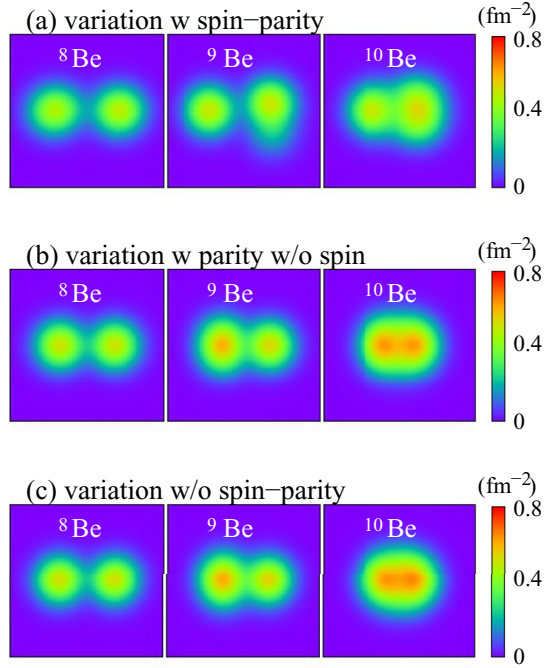 (a) variation w spin−parity (fm⁻²)
⁸Be ⁹Be ¹⁰Be 0.8
0.4
0
(b) variation w parity w/o spin (fm⁻²)
⁸Be ⁹Be ¹⁰Be 0.8
0.4
0
(c) variation w/o spin−parity (fm⁻²)
⁸Be ⁹Be ¹⁰Be 0.8
0.4
0